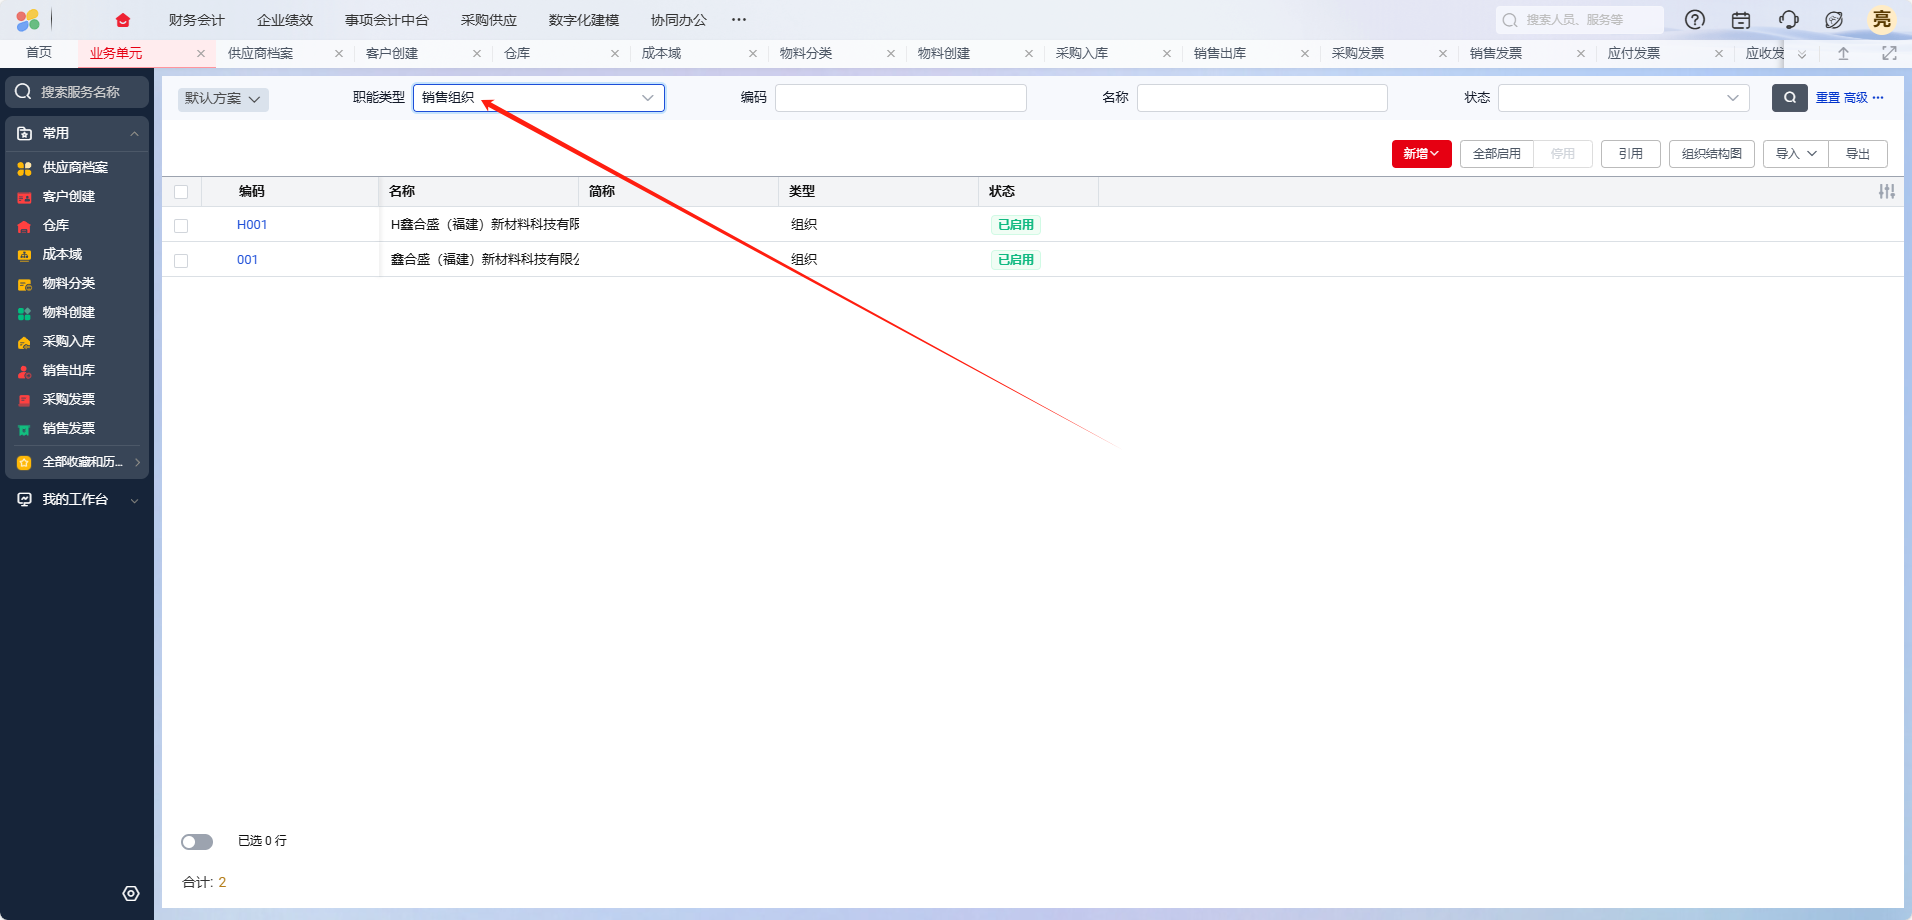 财务会计 企业绩效 事项会计中台 采购供应 数字化建模 协同办公 ··· 搜索人员、服务等 亮
首页 业务单元 供应商档案 客户创建 仓库 成本域 物料分类 物料创建 采购入库 销售出库 采购发票 销售发票 应付发票 应收发
搜索服务名称
常用
供应商档案
客户创建
仓库
成本域
物料分类
物料创建
采购入库
销售出库
采购发票
销售发票
全部收藏和历...
我的工作台
默认方案 职能类型 销售组织 编码 名称 状态 重置 高级 ···
新增 全部启用 停用 引用 组织结构图 导入 导出
编码 名称 简称 类型 状态
H001 H鑫合盛（福建）新材料科技有限 组织 已启用
001 鑫合盛（福建）新材料科技有限 组织 已启用
已选 0 行
合计: 2